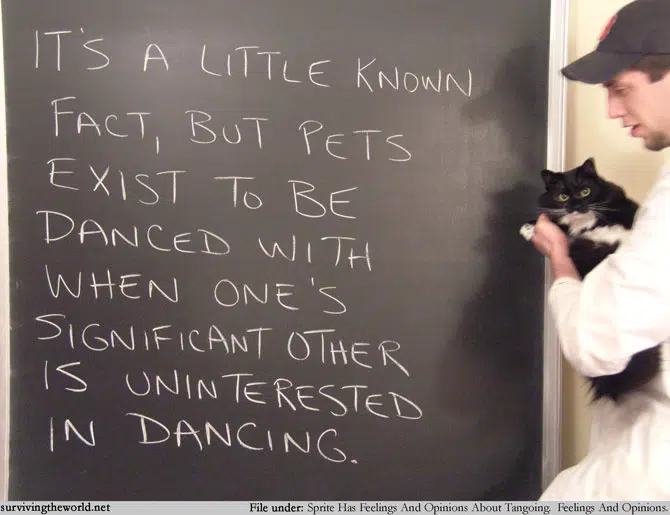 IT'S A LITTLE KNOWN
FACT, BUT PETS
EXIST TO BE
DANCED WITH
WHEN ONE'S
SIGNIFICANT OTHER
IS UNINTERESTED
IN DANCING.
survivingtheworld.net
File under: Sprite Has Feelings And Opinions About Tangoing. Feelings And Opinions.